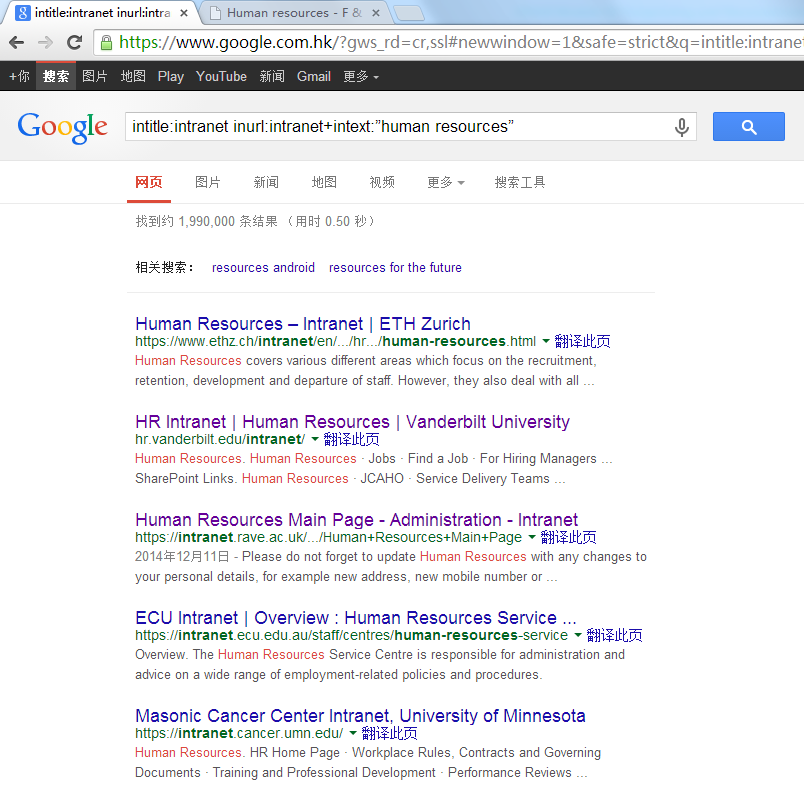 intitle:intranet inurl:intra
Human resources - F &
https://www.google.com.hk/?gws_rd=cr,ssl#newwindow=1&safe=strict&q=intitle:intranet
+你 搜索 图片 地图 Play YouTube 新闻 Gmail 更多
Google intitle:intranet inurl:intranet+intext:”human resources”
网页 图片 新闻 地图 视频 更多 搜索工具
找到约 1,990,000 条结果 （用时 0.50 秒）
相关搜索： resources android resources for the future
Human Resources – Intranet | ETH Zurich
https://www.ethz.ch/intranet/en/.../hr.../human-resources.html 翻译此页
Human Resources covers various different areas which focus on the recruitment,
retention, development and departure of staff. However, they also deal with all ...
HR Intranet | Human Resources | Vanderbilt University
hr.vanderbilt.edu/intranet/ 翻译此页
Human Resources. Human Resources · Jobs · Find a Job · For Hiring Managers ...
SharePoint Links. Human Resources · JCAHO · Service Delivery Teams ...
Human Resources Main Page - Administration - Intranet
https://intranet.rave.ac.uk/.../Human+Resources+Main+Page 翻译此页
2014年12月11日 - Please do not forget to update Human Resources with any changes to
your personal details, for example new address, new mobile number or ...
ECU Intranet | Overview : Human Resources Service ...
https://intranet.ecu.edu.au/staff/centres/human-resources-service 翻译此页
Overview. The Human Resources Service Centre is responsible for administration and
advice on a wide range of employment-related policies and procedures.
Masonic Cancer Center Intranet, University of Minnesota
https://intranet.cancer.umn.edu/ 翻译此页
Human Resources. HR Home Page · Workplace Rules, Contracts and Governing
Documents · Training and Professional Development · Performance Reviews ...